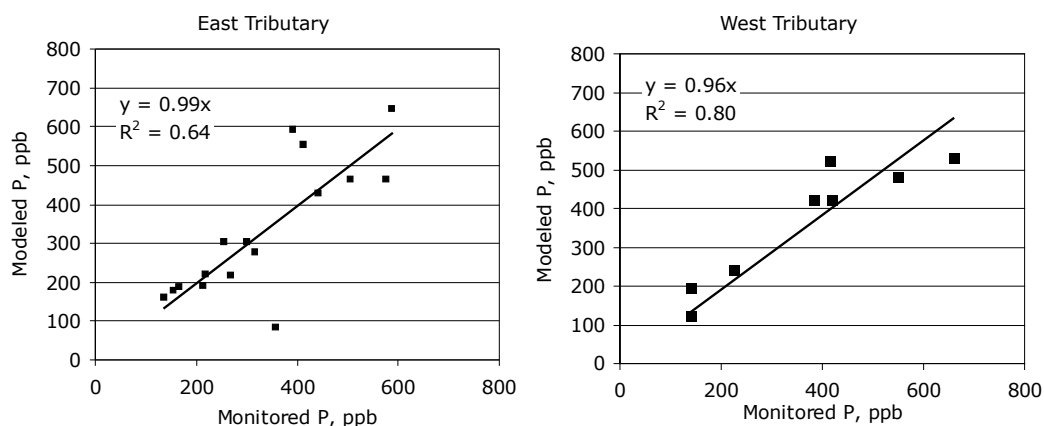 East Tributary
800
700
600
500
400
300
200
100
0
0 200 400 600 800
Modeled P, ppb
Monitored P, ppb
y = 0.99x
R² = 0.64
West Tributary
800
700
600
500
400
300
200
100
0
0 200 400 600 800
Modeled P, ppb
Monitored P, ppb
y = 0.96x
R² = 0.80